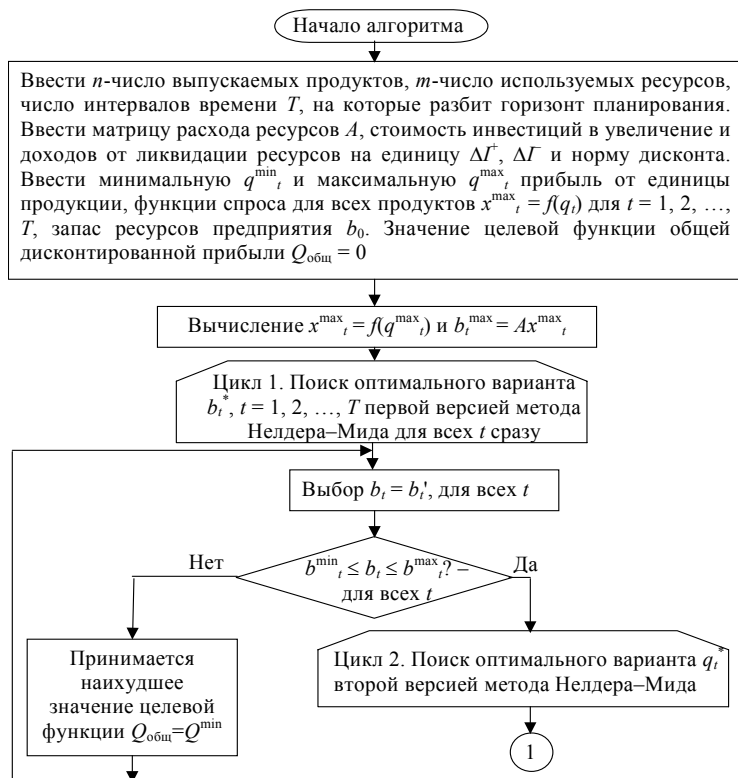 Начало алгоритма
Ввести n-число выпускаемых продуктов, m-число используемых ресурсов,
число интервалов времени T, на которые разбит горизонт планирования.
Ввести матрицу расхода ресурсов A, стоимость инвестиций в увеличение и
доходов от ликвидации ресурсов на единицу ΔI⁺, ΔI⁻ и норму дисконта.
Ввести минимальную q^min_t и максимальную q^max_t прибыль от единицы
продукции, функции спроса для всех продуктов x^max_t = f(q_t) для t = 1, 2, …,
T, запас ресурсов предприятия b_0. Значение целевой функции общей
дисконтированной прибыли Q_общ = 0
Вычисление x^max_t = f(q^max_t) и b_t^max = Ax^max_t
Цикл 1. Поиск оптимального варианта
b_t^*, t = 1, 2, …, T первой версией метода
Нелдера–Мида для всех t сразу
Выбор b_t = b_t', для всех t
Нет
b^min_t ≤ b_t ≤ b^max_t? –
для всех t
Да
Принимается
наихудшее
значение целевой
функции Q_общ=Q^min
Цикл 2. Поиск оптимального варианта q_t^*
второй версией метода Нелдера–Мида
1